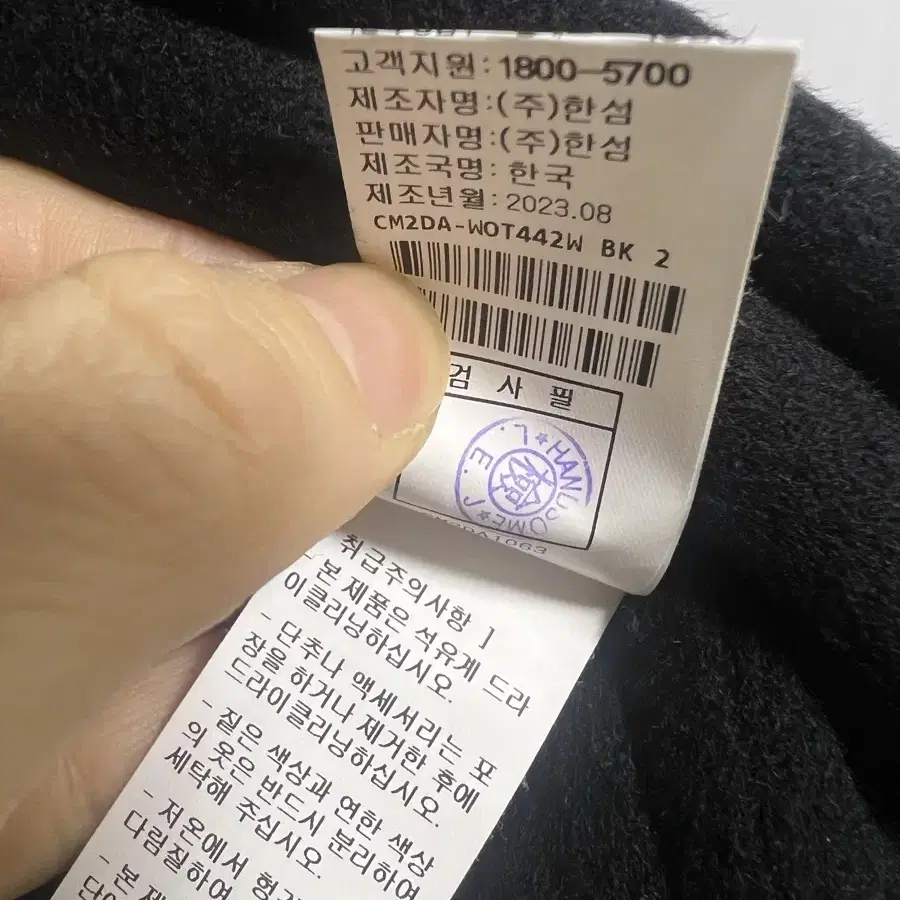 고객지원: 1800-5700
제조자명:(주)한섬
판매자명:(주)한섬
제조국명: 한국
제조년월: 2023.08
CM2DA-WOT442W BK 2
검 사 필
HANUSOME
L.E.J
檢
취급주의사항 ]
- 본 제품은 석유계 드라
이클리닝하십시오.
- 단추나 액세서리는 포
장을 하거나 제거한 후에
드라이클리닝하십시오.
- 짙은 색상과 연한 색상
의 옷은 반드시 분리하여
세탁해 주십시오.
- 저온에서 헝
다림질하여
- 본 제